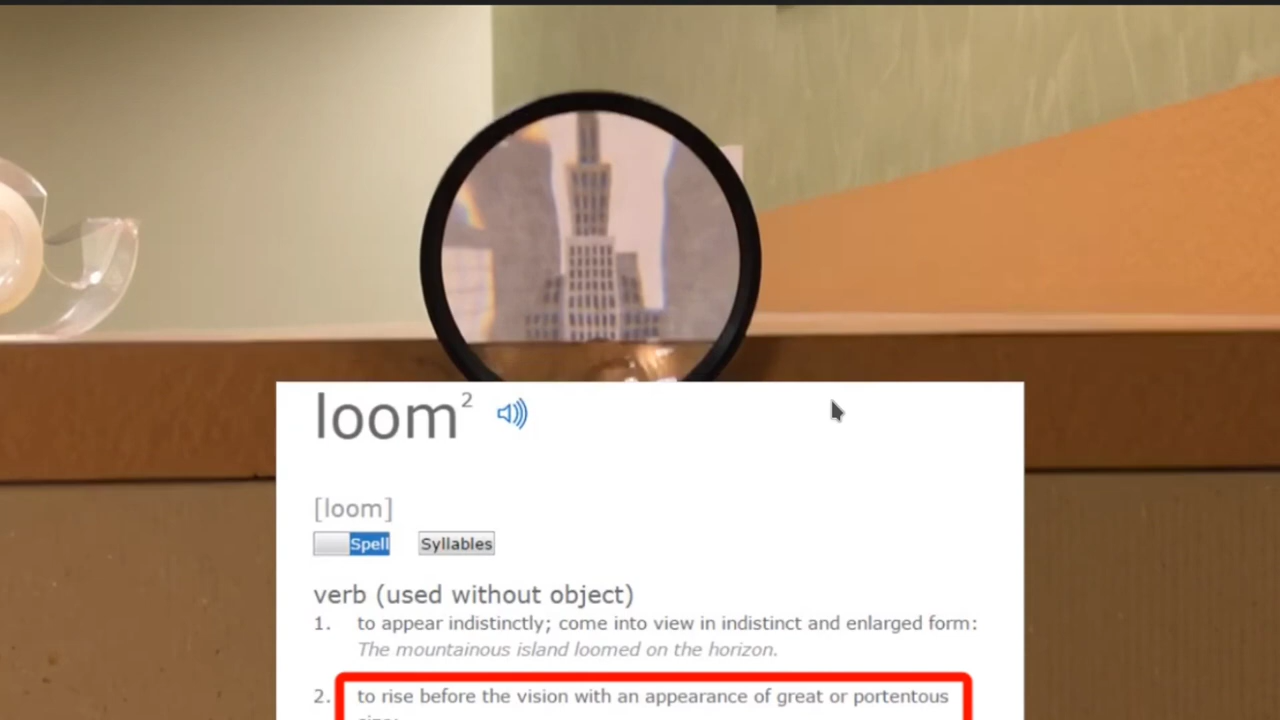 loom2
[loom]
Spell Syllables
verb (used without object)
1. to appear indistinctly; come into view in indistinct and enlarged form:
The mountainous island loomed on the horizon.
2. to rise before the vision with an appearance of great or portentous